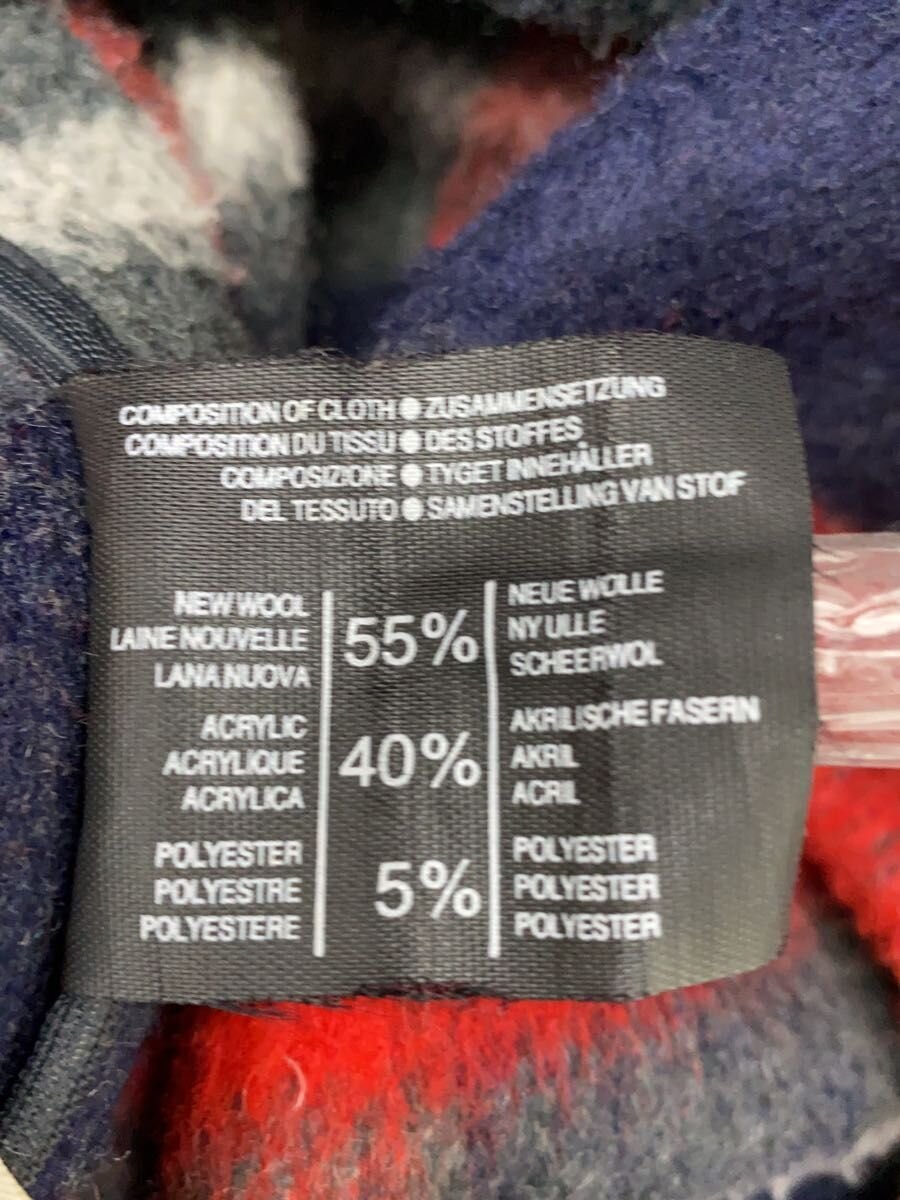 COMPOSITION OF CLOTH ● ZUSAMMENSETZUNG
COMPOSITION DU TISSU ● DES STOFFES
COMPOSIZIONE ● TYGET INNEHÅLLER
DEL TESSUTO ● SAMENSTELLING VAN STOF
NEW WOOL
LAINE NOUVELLE
LANA NUOVA
55%
NEUE WOLLE
NY ULLE
SCHEERWOL
ACRYLIC
ACRYLIQUE
ACRYLICA
40%
AKRILISCHE FASERN
AKRIL
ACRIL
POLYESTER
POLYESTRE
POLYESTERE
5%
POLYESTER
POLYESTER
POLYESTER